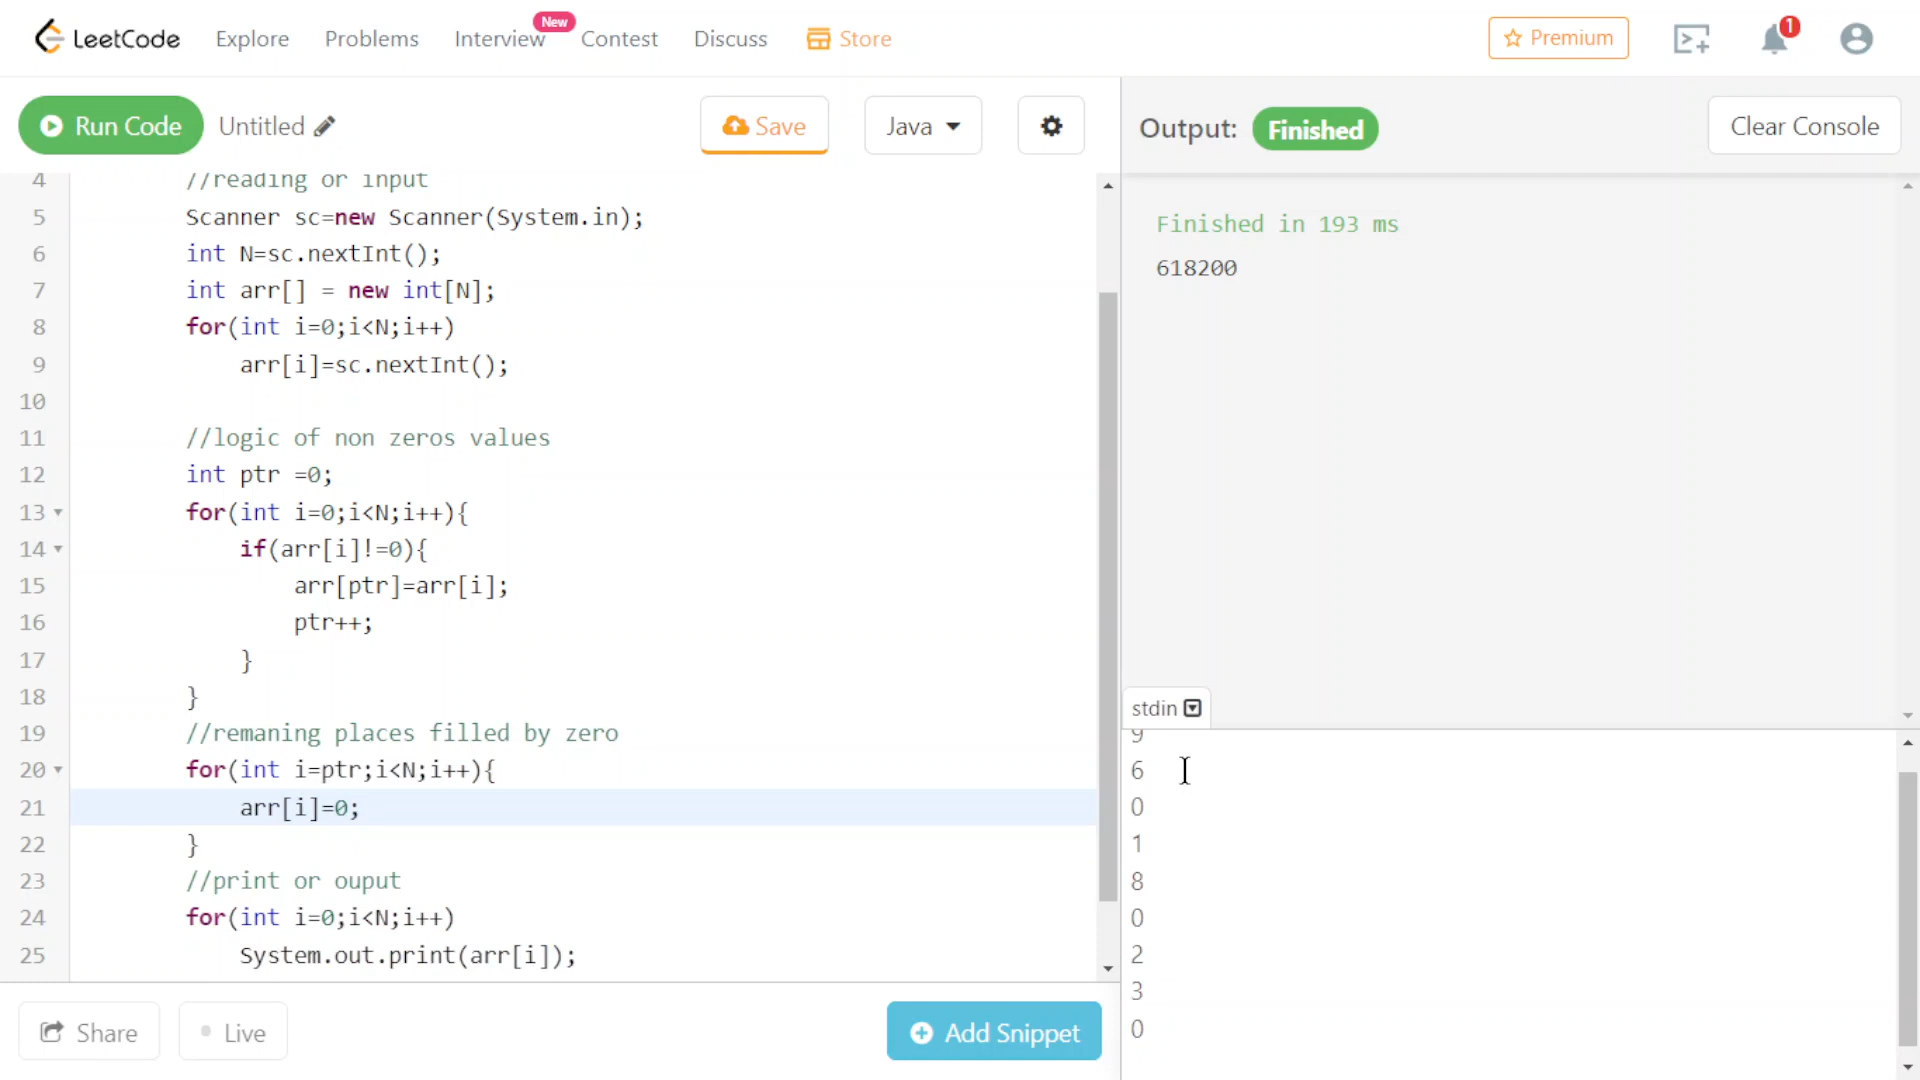 LeetCode Explore Problems Interview New Contest Discuss Store Premium 1
Run Code Untitled Save Java
Output: Finished Clear Console
4 //reading or input
5 Scanner sc=new Scanner(System.in);
6 int N=sc.nextInt();
7 int arr[] = new int[N];
8 for(int i=0;i<N;i++)
9 arr[i]=sc.nextInt();
10
11 //logic of non zeros values
12 int ptr =0;
13 for(int i=0;i<N;i++){
14 if(arr[i]!=0){
15 arr[ptr]=arr[i];
16 ptr++;
17 }
18 }
19 //remaning places filled by zero
20 for(int i=ptr;i<N;i++){
21 arr[i]=0;
22 }
23 //print or ouput
24 for(int i=0;i<N;i++)
25 System.out.print(arr[i]);
Share Live Add Snippet
Finished in 193 ms
618200
stdin
9
6
0
1
8
0
2
3
0